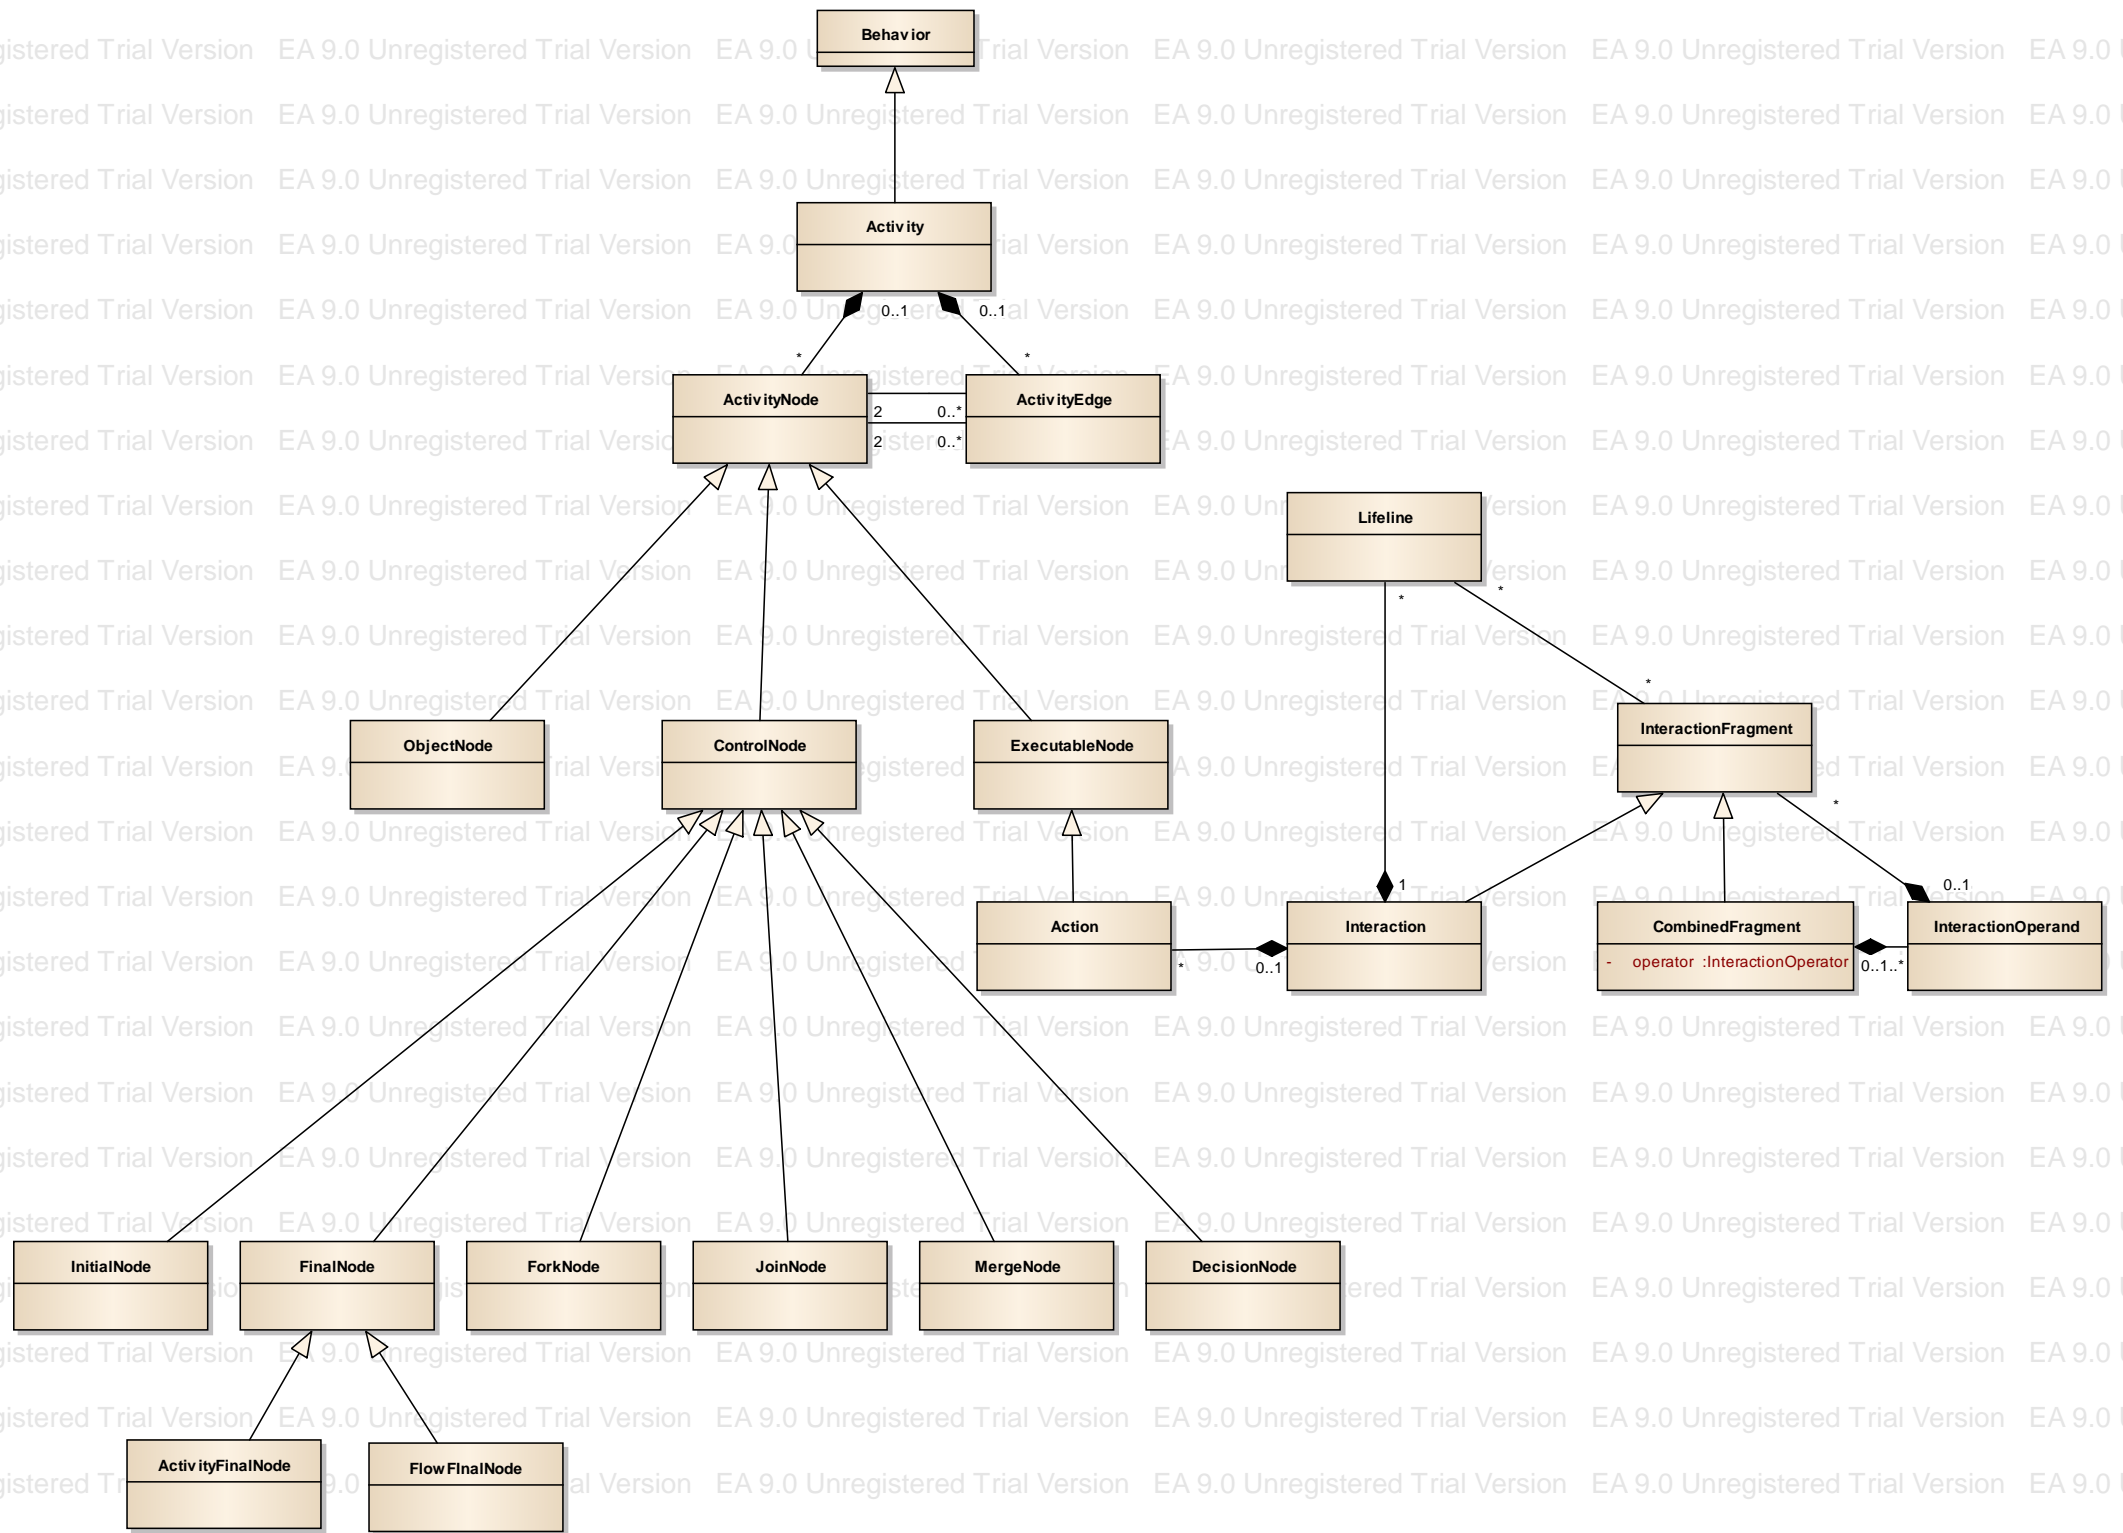 Behavior
Activity
0..1
0..1
*
*
ActivityNode
ActivityEdge
2
0..*
2
0..*
Lifeline
*
*
*
InteractionFragment
ObjectNode
ControlNode
ExecutableNode
*
1
0..1
Action
Interaction
CombinedFragment
InteractionOperand
*
0..1
- operator :InteractionOperator
0..1..*
InitialNode
FinalNode
ForkNode
JoinNode
MergeNode
DecisionNode
ActivityFinalNode
FlowFInalNode
EA 9.0 Unregistered Trial Version